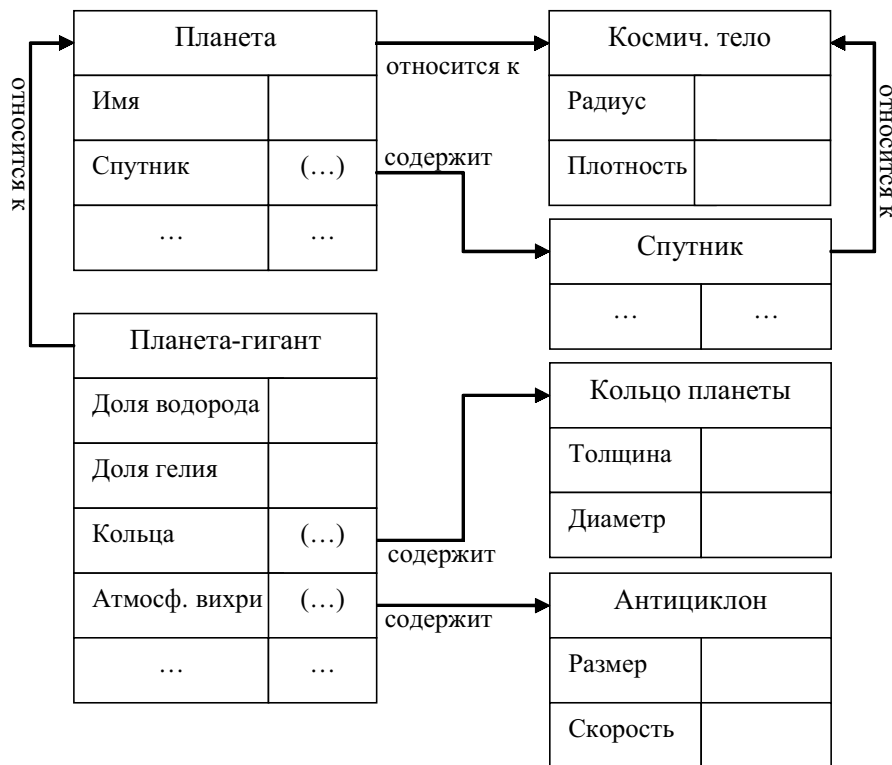 Планета
Имя
Спутник (…)
… …
относится к
относится к
содержит
Космич. тело
Радиус
Плотность
относится к
Спутник
… …
Планета-гигант
Доля водорода
Доля гелия
Кольца (…)
Атмосф. вихри (…)
… …
содержит
содержит
Кольцо планеты
Толщина
Диаметр
Антициклон
Размер
Скорость